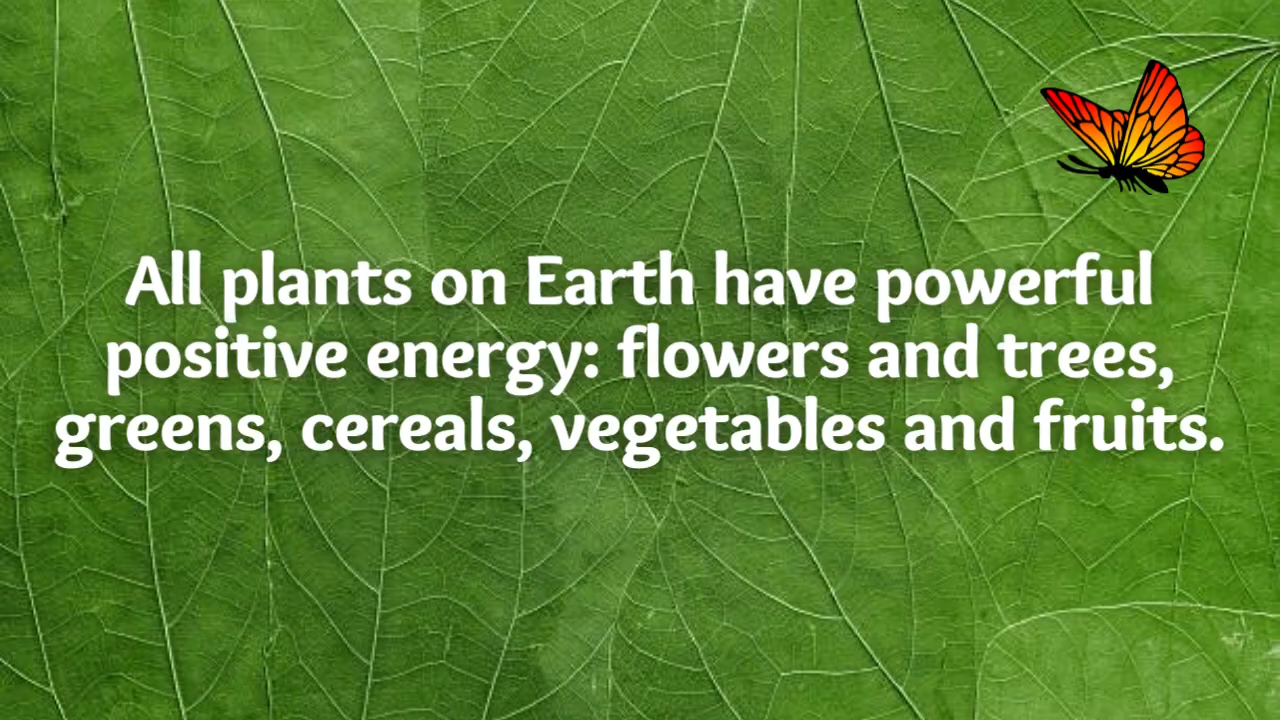 All plants on Earth have powerful
positive energy: flowers and trees,
greens, cereals, vegetables and fruits.